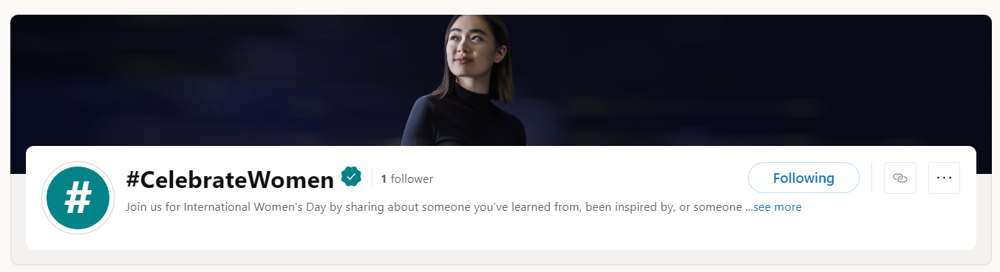 #
#CelebrateWomen 1 follower Following ...
Join us for International Women's Day by sharing about someone you've learned from, been inspired by, or someone ...see more